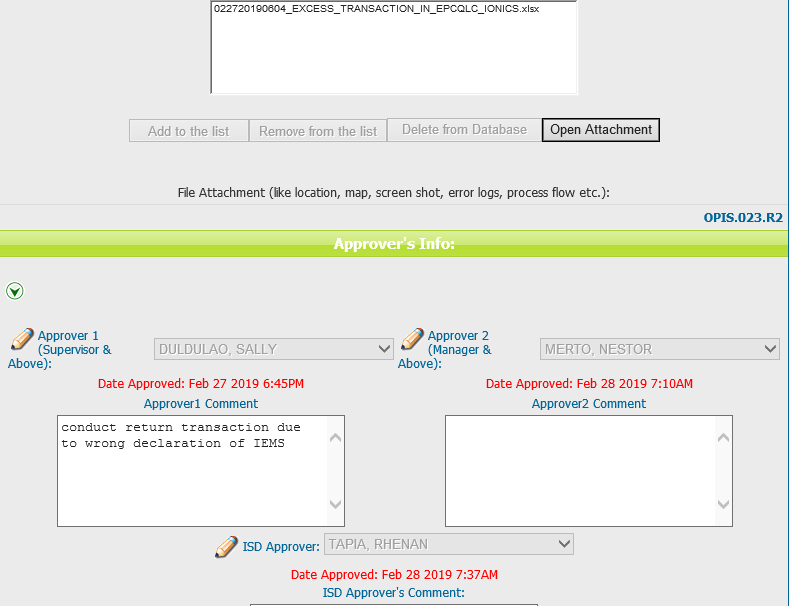 022720190604_EXCESS_TRANSACTION_IN_EPCQLC_IONICS.xlsx
Add to the list
Remove from the list
Delete from Database
Open Attachment
File Attachment (like location, map, screen shot, error logs, process flow etc.):
OPIS.023.R2
Approver's Info:
Approver 1
(Supervisor &
Above):
DULDULAO, SALLY
Approver 2
(Manager &
Above):
MERTO, NESTOR
Date Approved: Feb 27 2019 6:45PM
Date Approved: Feb 28 2019 7:10AM
Approver1 Comment
Approver2 Comment
conduct return transaction due
to wrong declaration of IEMS
ISD Approver:
TAPIA, RHENAN
Date Approved: Feb 28 2019 7:37AM
ISD Approver's Comment: